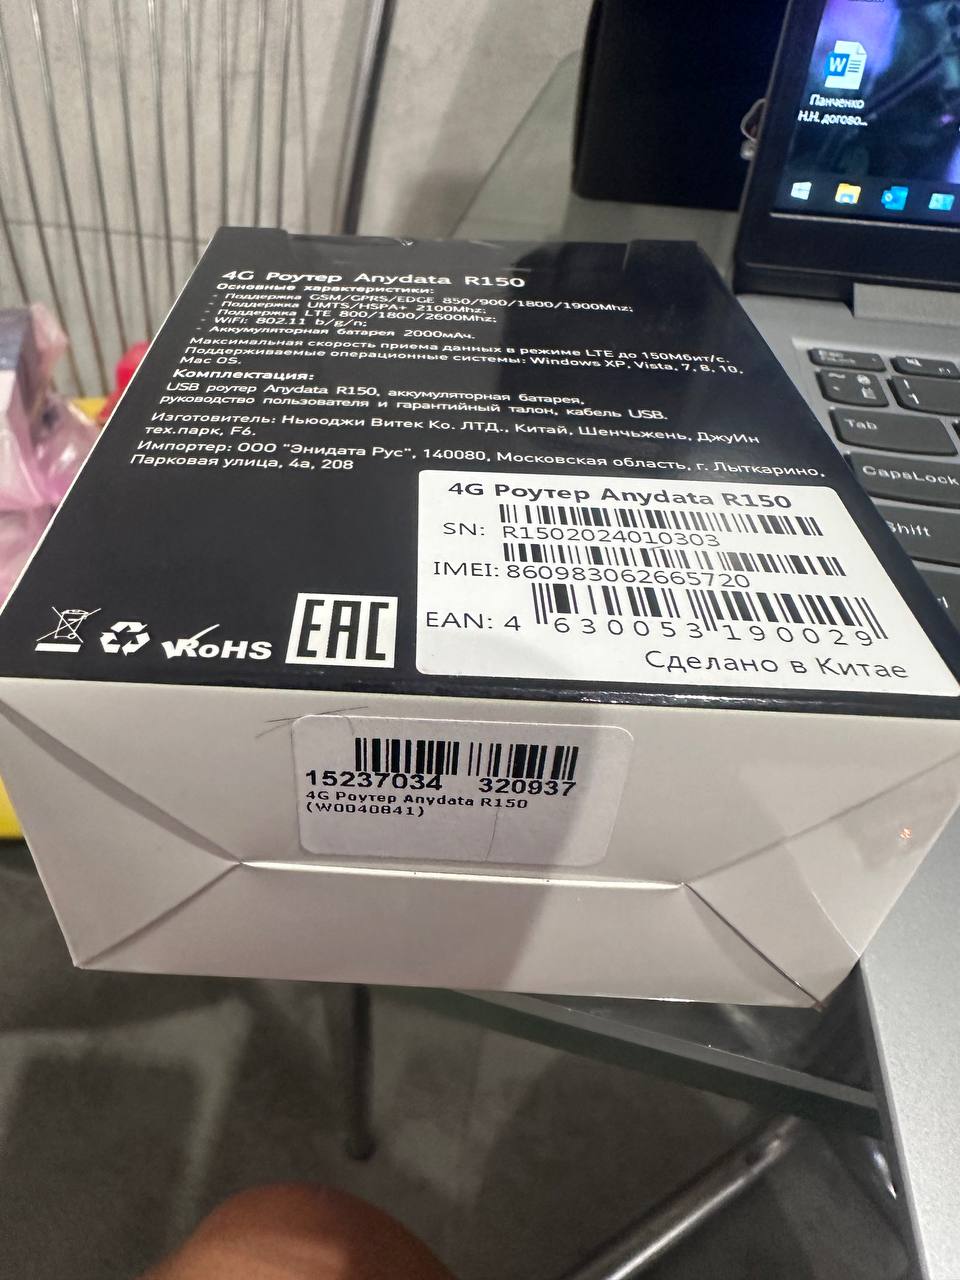 W
Панченко
Н.Н. догово...
4G Роутер Anydata R150
Основные характеристики:
- Поддержка GSM/GPRS/EDGE 850/900/1800/1900Mhz;
- Поддержка UMTS/HSPA+ 2100Mhz;
- Поддержка LTE 800/1800/2600Mhz;
- WiFi: 802.11 b/g/n;
- Аккумуляторная батарея 2000мАч.
Максимальная скорость приема данных в режиме LTE до 150Мбит/с.
Поддерживаемые операционные системы: Windows XP, Vista, 7, 8, 10,
Mac OS.
Комплектация:
USB роутер Anydata R150, аккумуляторная батарея,
руководство пользователя и гарантийный талон, кабель USB.
Изготовитель: Ньюоджи Витек Ко. ЛТД., Китай, Шенчьжень, ДжуИн
тех.парк, F6.
Импортер: ООО "Энидата Рус", 140080, Московская область, г. Лыткарино,
Парковая улица, 4а, 208
4G Роутер Anydata R150
SN: R1502024010303
IMEI: 860983062665720
EAN: 4 630053 190029
Сделано в Китае
RoHS
EAC
15237034 320937
4G Роутер Anydata R150
(W0040841)
Esc
F1
Tab
CapsLock
Shift